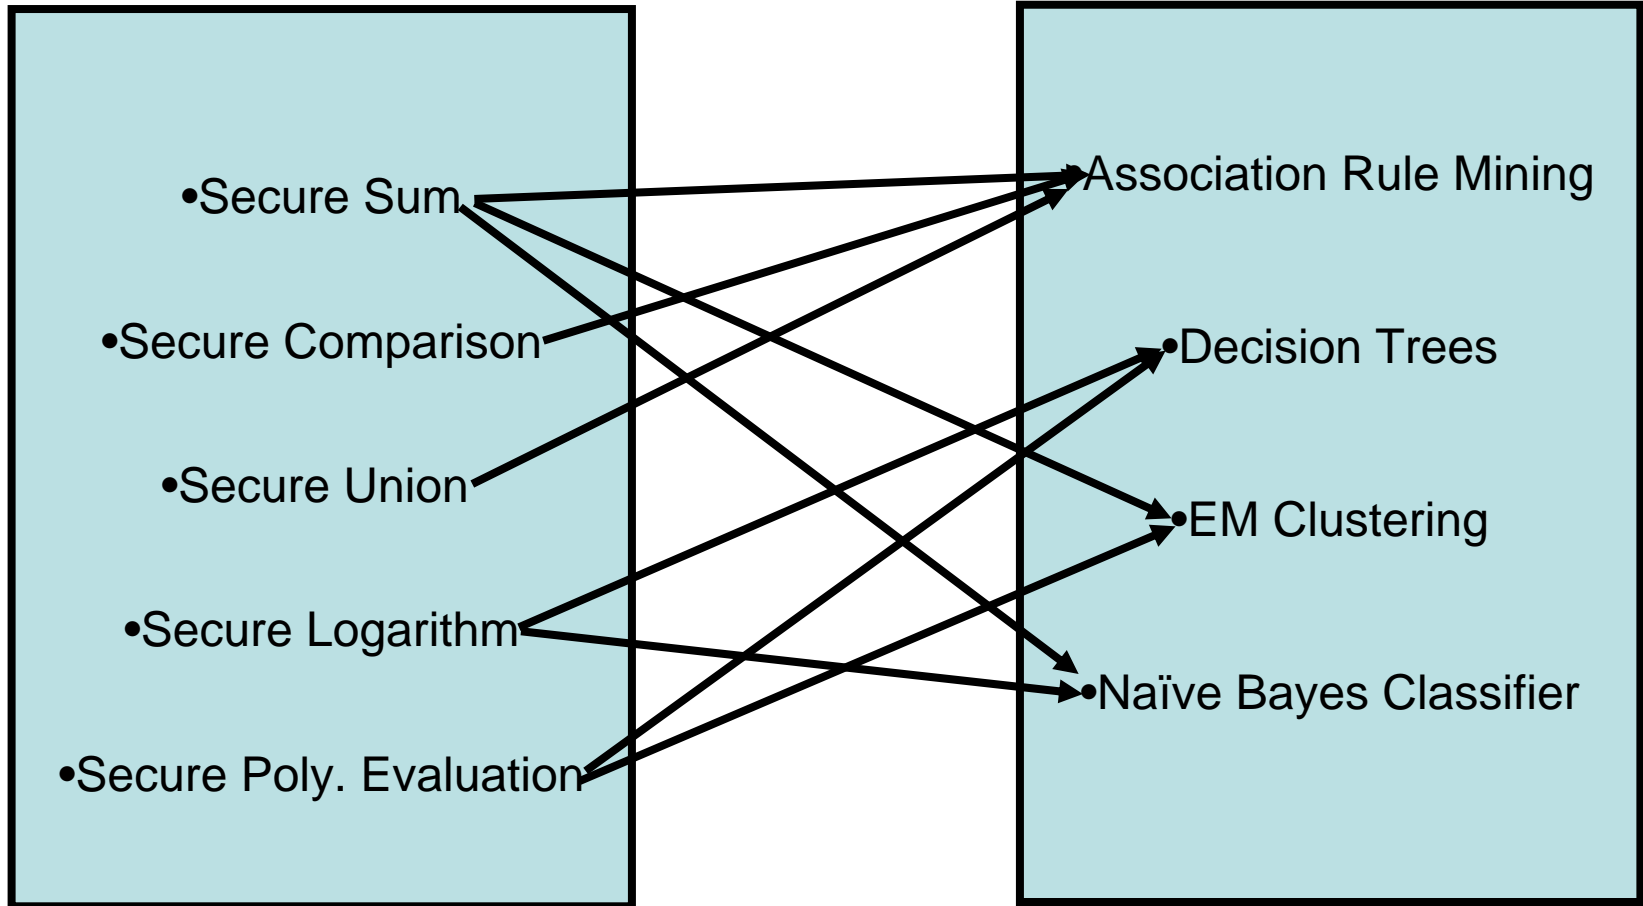 •Secure Sum
•Secure Comparison
•Secure Union
•Secure Logarithm
•Secure Poly. Evaluation
•Association Rule Mining
•Decision Trees
•EM Clustering
•Naïve Bayes Classifier